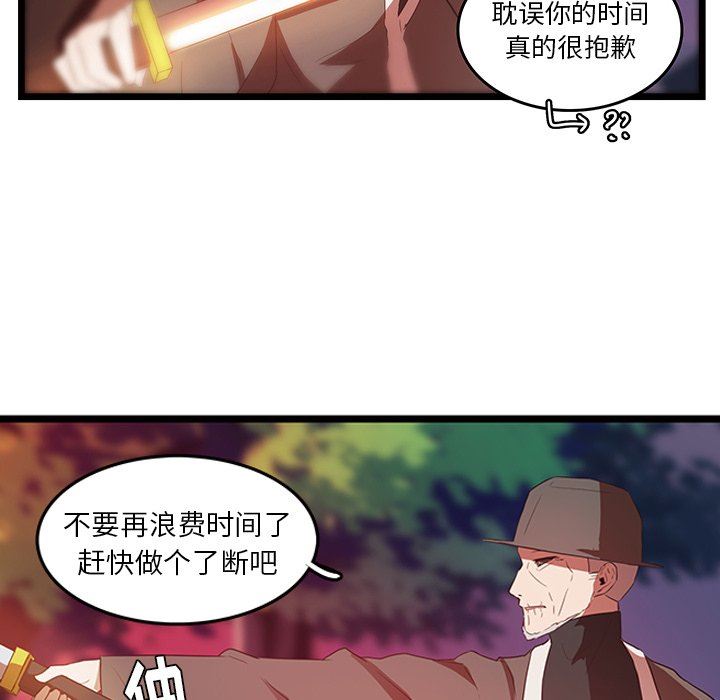 耽误你的时间
真的很抱歉
??
不要再浪费时间了
赶快做个了断吧
伸